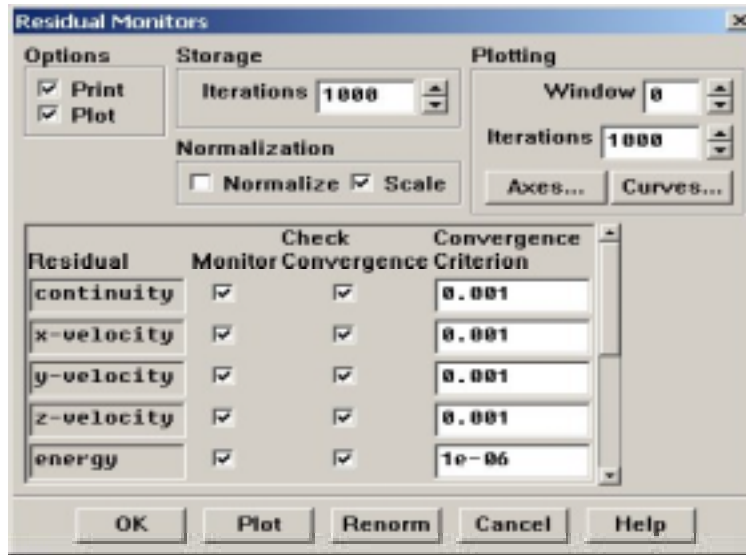 Residual Monitors
Options
Print
Plot
Storage
Iterations 1000
Normalization
Normalize Scale
Plotting
Window 0
Iterations 1000
Axes... Curves...
Residual Monitor Check Convergence Convergence Criterion
continuity 0.001
x-velocity 0.001
y-velocity 0.001
z-velocity 0.001
energy 1e-06
OK Plot Renorm Cancel Help